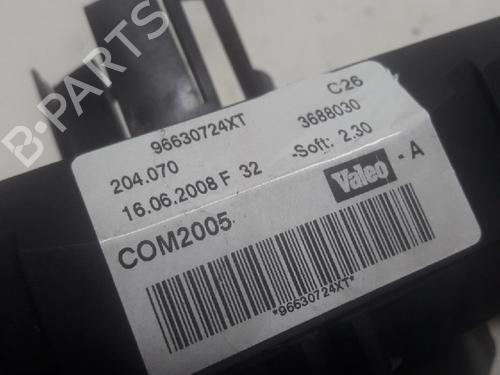 B-PARTS
96630724XT
C26
204.070
3688030
16.06.2008 F 32
-Soft: 2.30
COM2005
Valeo
- A
*96630724XT*